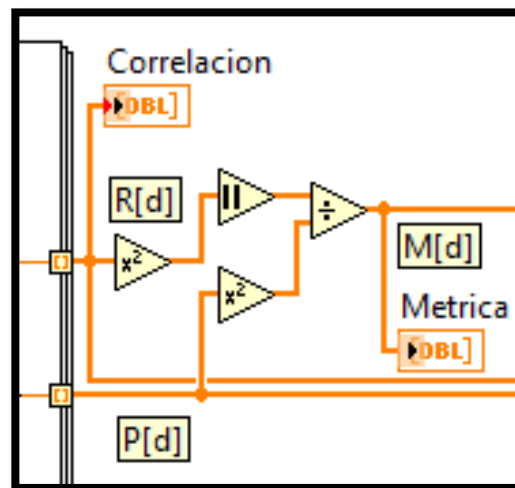 Correlacion
[DBL]
R[d]
||
÷
x²
M[d]
x²
Metrica
[DBL]
[]
[]
P[d]